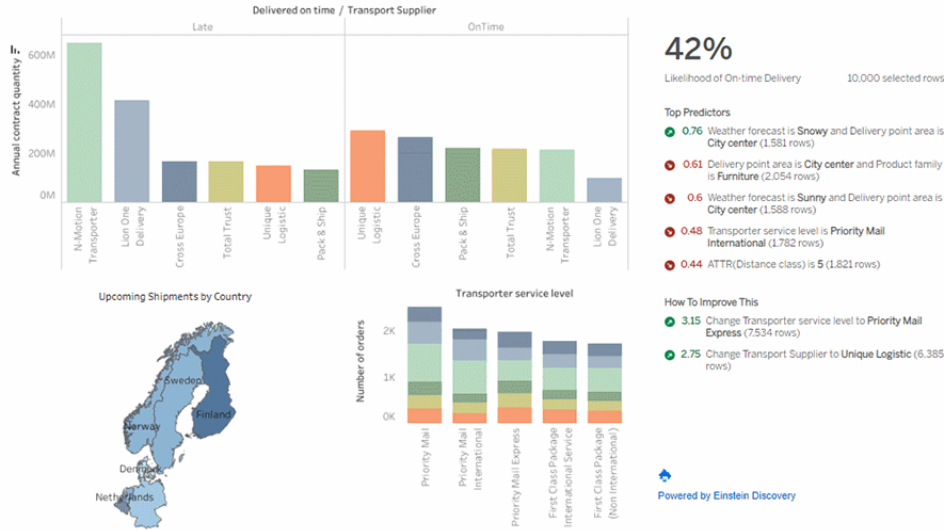 Delivered on time / Transport Supplier
Late
OnTime
Annual contract quantity
600M
400M
200M
0M
N-Motion
Transporter
Lion One
Delivery
Cross Europe
Total Trust
Unique
Logistic
Pack & Ship
Unique
Logistic
Cross Europe
Pack & Ship
Total Trust
N-Motion
Transporter
Lion One
Delivery
42%
Likelihood of On-time Delivery
10,000 selected rows
Top Predictors
0.76 Weather forecast is Snowy and Delivery point area is
City center (1,581 rows)
0.61 Delivery point area is City center and Product family
is Furniture (2,054 rows)
0.6 Weather forecast is Sunny and Delivery point area is
City center (1,588 rows)
0.48 Transporter service level is Priority Mail
International (1,782 rows)
0.44 ATTR(Distance class) is 5 (1,821 rows)
How To Improve This
3.15 Change Transporter service level to Priority Mail
Express (7,534 rows)
2.75 Change Transport Supplier to Unique Logistic (6,385
rows)
Powered by Einstein Discovery
Upcoming Shipments by Country
Sweden
Finland
Norway
Denmark
Netherlands
Transporter service level
Number of orders
2K
1K
0K
Priority Mail
Priority Mail
International
Priority Mail Express
First Class Package
International Service
First Class Package
(Non International)